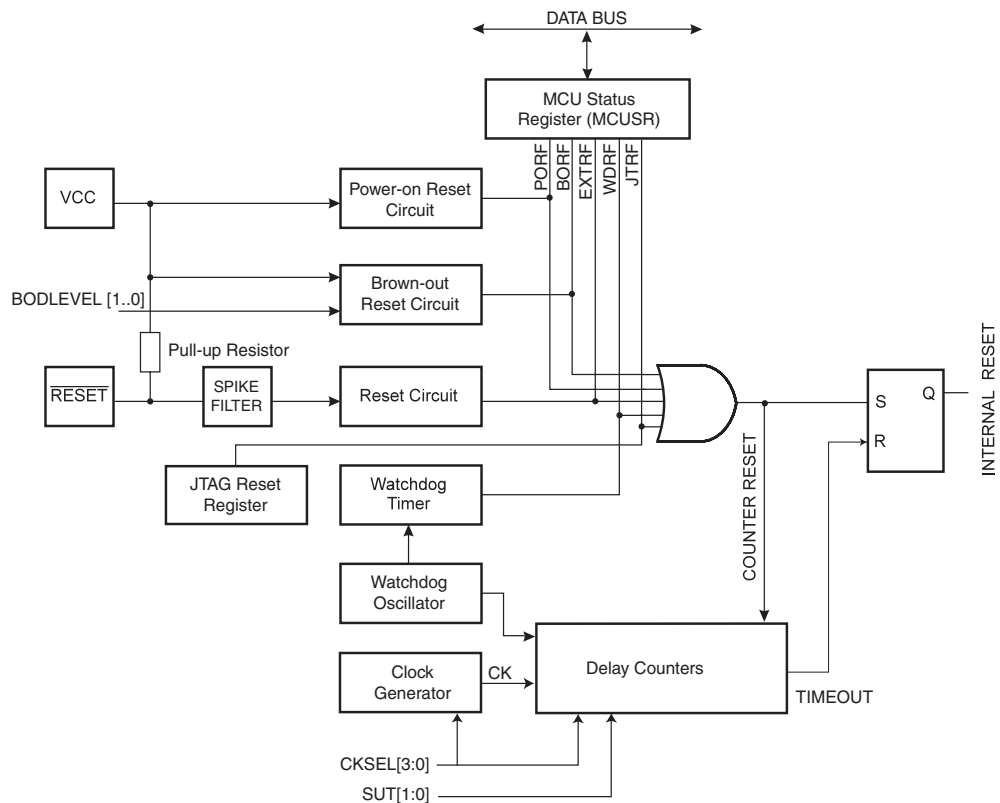 DATA BUS
MCU Status
Register (MCUSR)
PORF
BORF
EXTRF
WDRF
JTRF
VCC
Power-on Reset
Circuit
Brown-out
Reset Circuit
BODLEVEL [1..0]
Pull-up Resistor
RESET
SPIKE
FILTER
Reset Circuit
JTAG Reset
Register
Watchdog
Timer
Watchdog
Oscillator
Clock
Generator
CK
Delay Counters
COUNTER RESET
S
R
Q
INTERNAL RESET
TIMEOUT
CKSEL[3:0]
SUT[1:0]